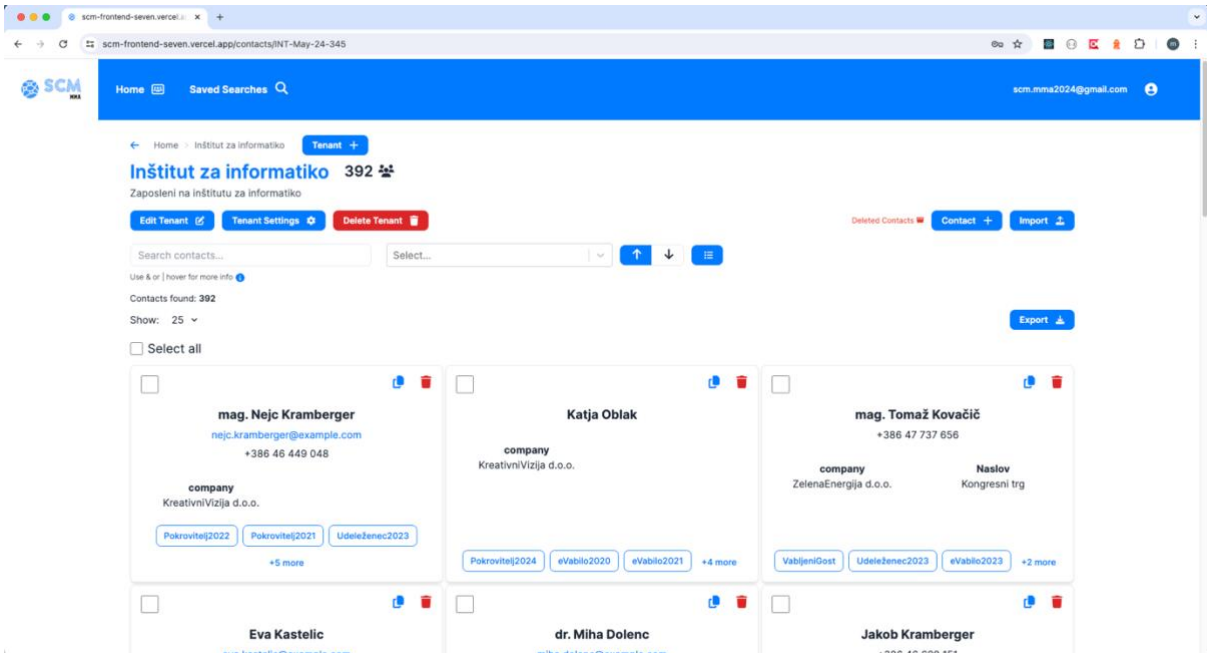 scm-frontend-seven.vercel.a
scm-frontend-seven.vercel.app/contacts/INT-May-24-345
SCM
MMA
Home
Saved Searches
scm.mma2024@gmail.com
Home > Inštitut za informatiko
Tenant +
Inštitut za informatiko 392
Zaposleni na inštitutu za informatiko
Edit Tenant
Tenant Settings
Delete Tenant
Deleted Contacts
Contact +
Import
Search contacts...
Select...
Use & or | hover for more info
Contacts found: 392
Show: 25
Export
Select all
mag. Nejc Kramberger
nejc.kramberger@example.com
+386 46 449 048
company
KreativniVizija d.o.o.
Pokrovitelj2022 Pokrovitelj2021 Udeleženec2023
+5 more
Katja Oblak
company
KreativniVizija d.o.o.
Pokrovitelj2024 eVabilo2020 eVabilo2021 +4 more
mag. Tomaž Kovačič
+386 47 737 656
company Naslov
ZelenaEnergija d.o.o. Kongresni trg
VabljeniGost Udeleženec2023 eVabilo2023 +2 more
Eva Kastelic
dr. Miha Dolenc
Jakob Kramberger